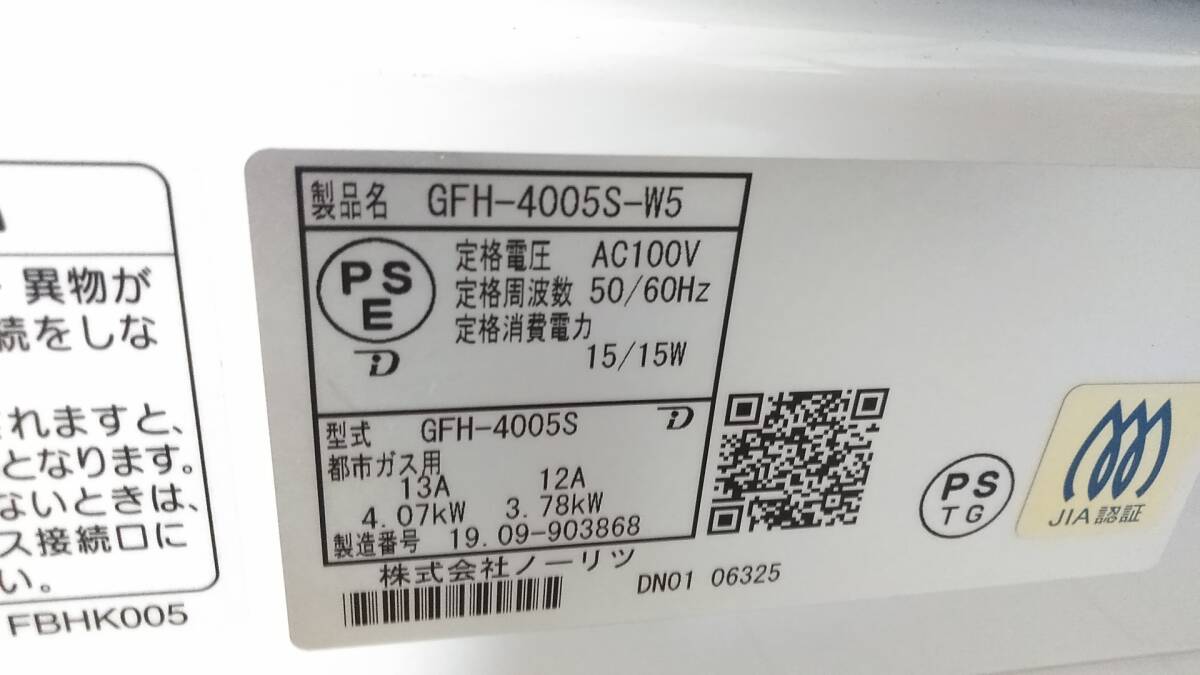 異物が
続をしな
れますと、
となります。
ないときは、
ス接続口に
い。
FBHK005
製品名 GFH-4005S-W5
PS
E
定格電圧 AC100V
定格周波数 50/60Hz
定格消費電力
15/15W
型式 GFH-4005S
都市ガス用
13A 12A
4.07kW 3.78kW
製造番号 19.09-903868
株式会社ノーリツ
DN01 06325
PS
TG
JIA認証